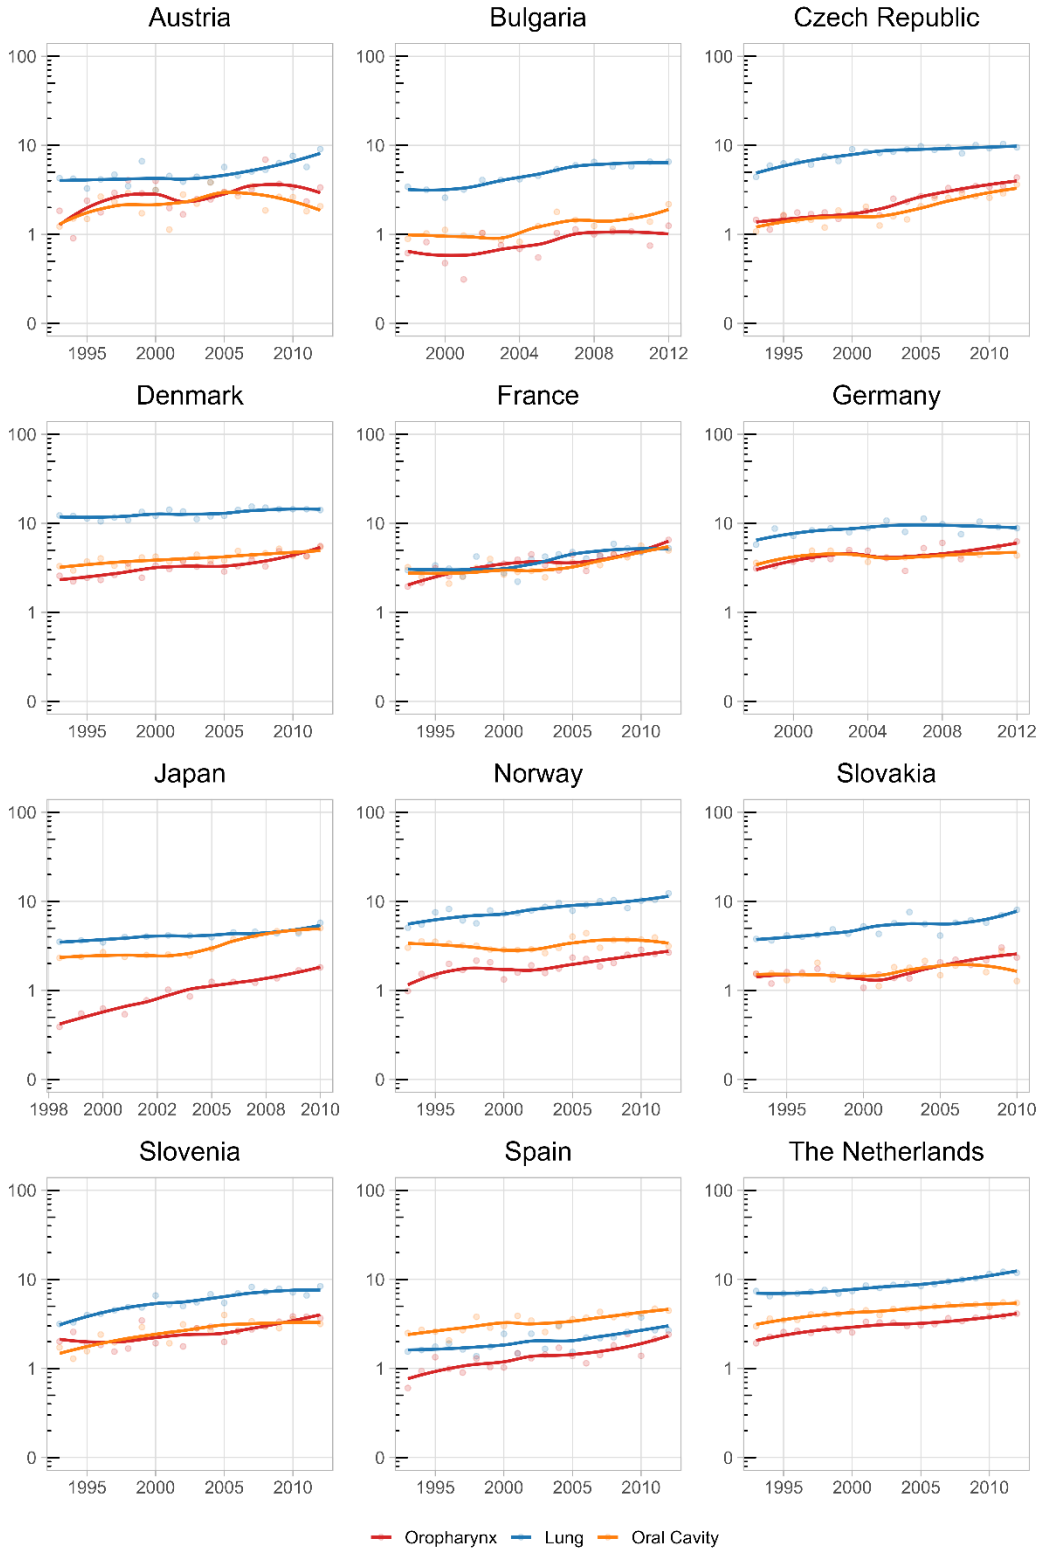 Austria Bulgaria Czech Republic
100 100 100
10 10 10
1 1 1
0 0 0
1995 2000 2005 2010 2000 2004 2008 2012 1995 2000 2005 2010
Denmark France Germany
100 100 100
10 10 10
1 1 1
0 0 0
1995 2000 2005 2010 1995 2000 2005 2010 2000 2004 2008 2012
Japan Norway Slovakia
100 100 100
10 10 10
1 1 1
0 0 0
1998 2000 2002 2005 2008 2010 1995 2000 2005 2010 1995 2000 2005 2010
Slovenia Spain The Netherlands
100 100 100
10 10 10
1 1 1
0 0 0
1995 2000 2005 2010 1995 2000 2005 2010 1995 2000 2005 2010
Oropharynx Lung Oral Cavity